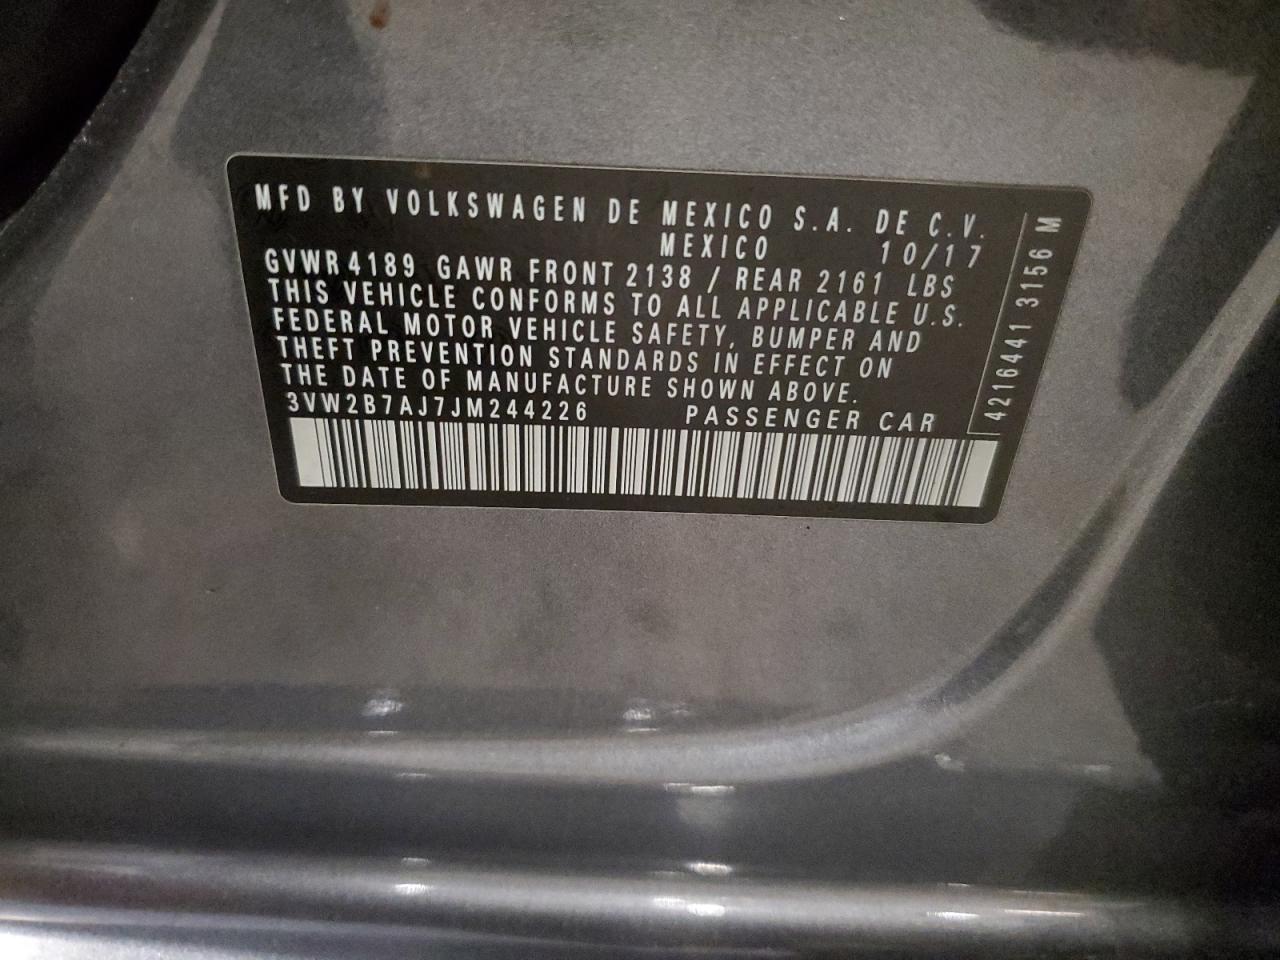 MFD BY VOLKSWAGEN DE MEXICO S.A. DE C.V.
MEXICO 10/17
GVWR 4189 GAWR FRONT 2138 / REAR 2161 LBS
THIS VEHICLE CONFORMS TO ALL APPLICABLE U.S.
FEDERAL MOTOR VEHICLE SAFETY, BUMPER AND
THEFT PREVENTION STANDARDS IN EFFECT ON
THE DATE OF MANUFACTURE SHOWN ABOVE.
3VW2B7AJ7JM244226 PASSENGER CAR
4216441 3156 M